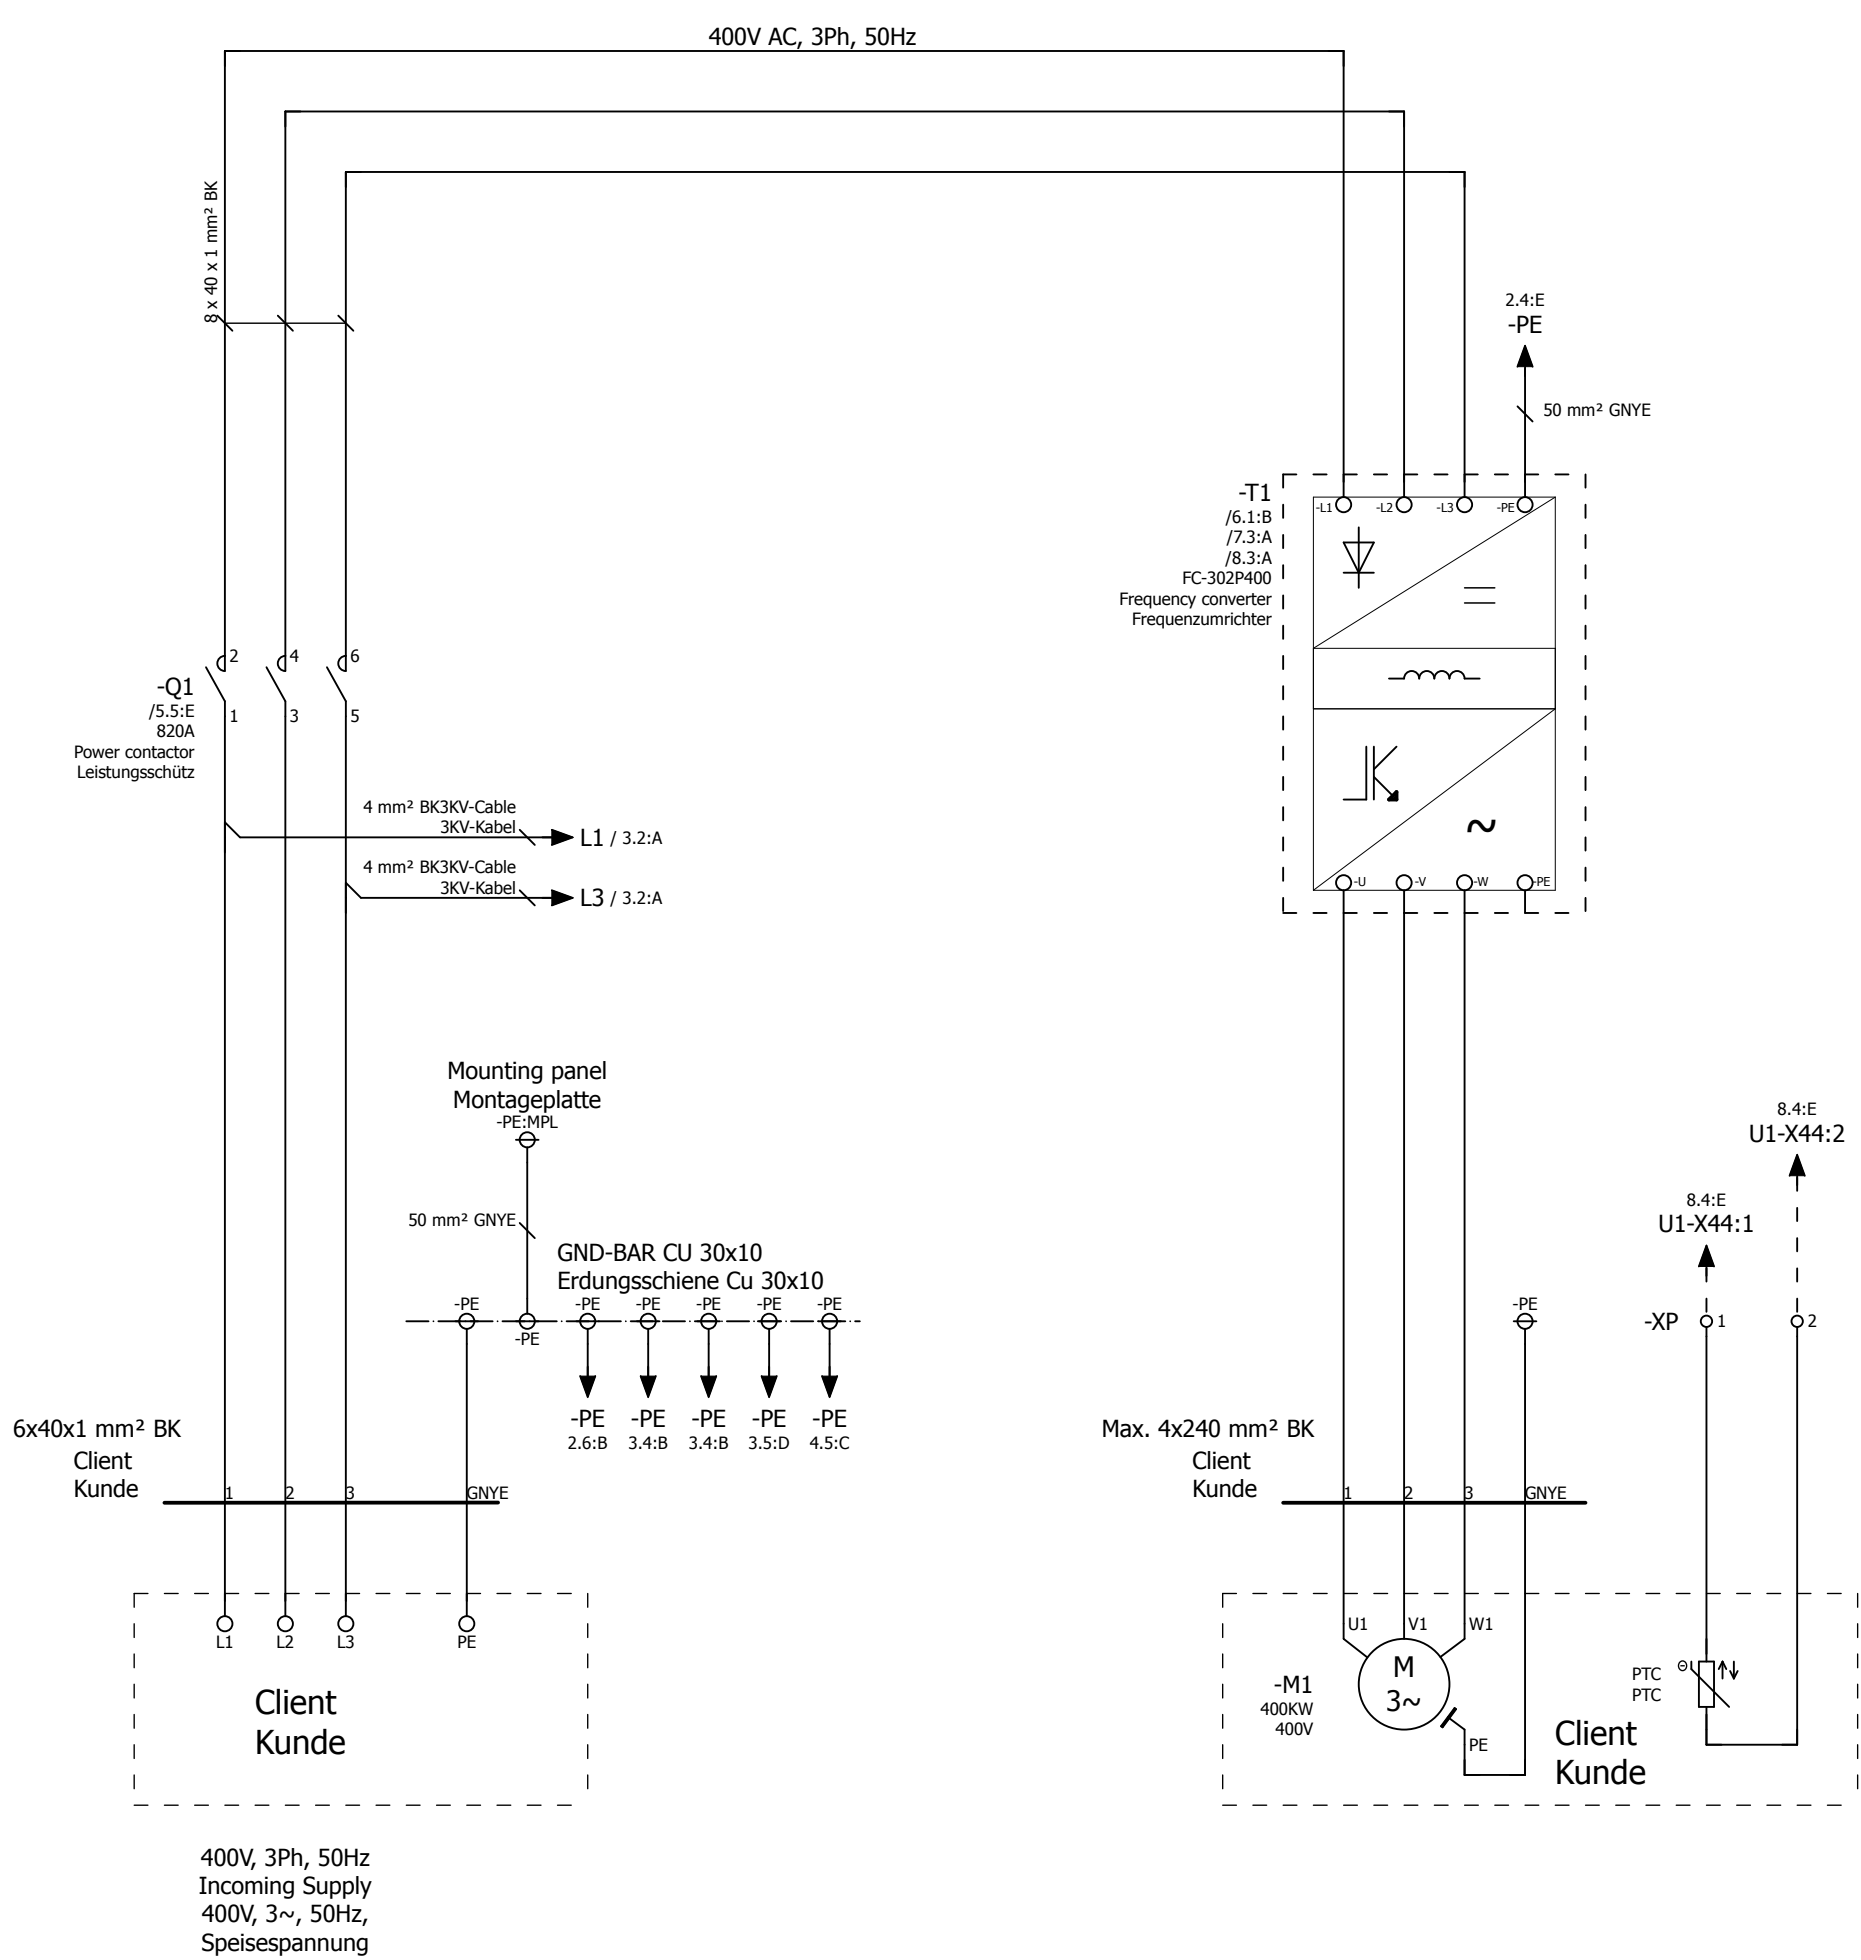 400V AC, 3Ph, 50Hz
8 x 40 x 1 mm² BK
2.4:E
-PE
50 mm² GNYE
-T1
/6.1:B
/7.3:A
/8.3:A
FC-302P400
Frequency converter
Frequenzumrichter
-L1
-L2
-L3
-PE
~
-U
-V
-W
-PE
2
4
6
-Q1
/5.5:E
820A
Power contactor
Leistungsschütz
1
3
5
4 mm² BK3KV-Cable
3KV-Kabel
L1 / 3.2:A
4 mm² BK3KV-Cable
3KV-Kabel
L3 / 3.2:A
Mounting panel
Montageplatte
-PE:MPL
50 mm² GNYE
GND-BAR CU 30x10
Erdungsschiene Cu 30x10
-PE
-PE
-PE
-PE
-PE
-PE
-PE
-PE
2.6:B
-PE
3.4:B
-PE
3.4:B
-PE
3.5:D
-PE
4.5:C
6x40x1 mm² BK
Client
Kunde
1
2
3
GNYE
L1
L2
L3
PE
Client
Kunde
400V, 3Ph, 50Hz
Incoming Supply
400V, 3~, 50Hz,
Speisespannung
8.4:E
U1-X44:2
8.4:E
U1-X44:1
-PE
-XP
1
2
Max. 4x240 mm² BK
Client
Kunde
1
2
3
GNYE
U1
V1
W1
M
3~
-M1
400KW
400V
PE
PTC
PTC
Θ
Client
Kunde